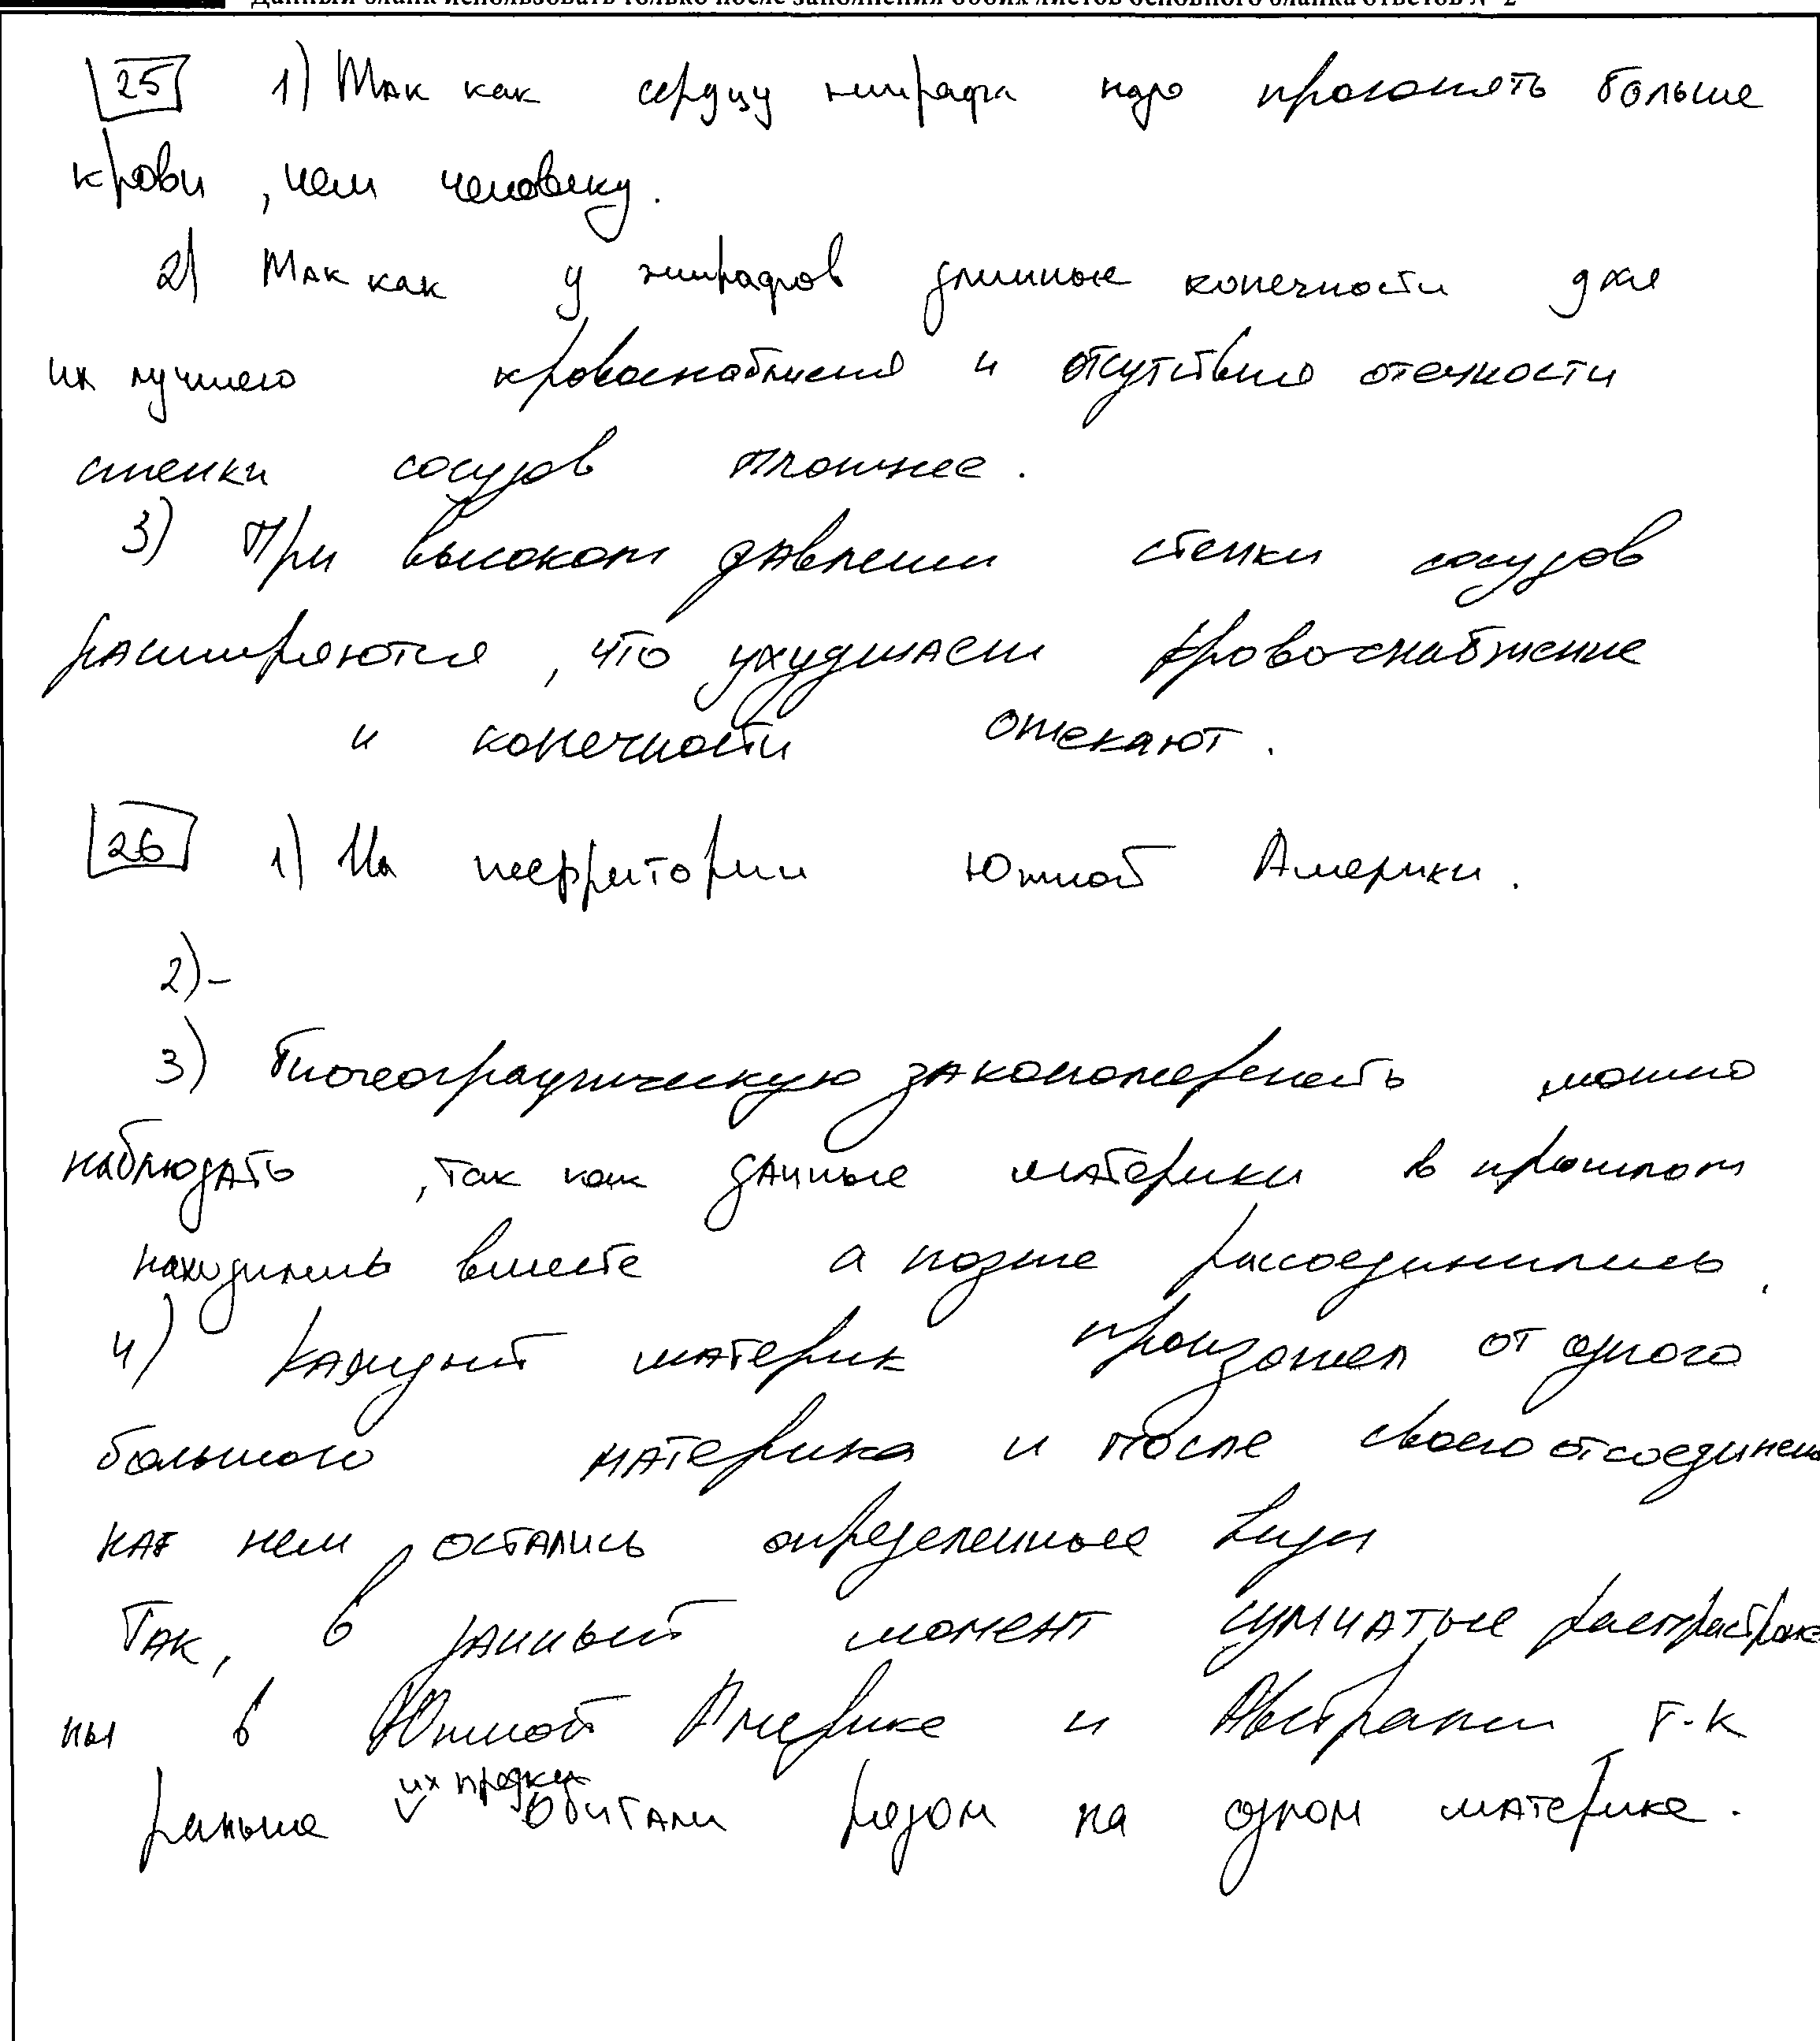 Данный бланк использовать только после заполнения обоих листов основного бланка ответов № 2
25 1) Так как сердцу жирафа надо прогонять больше
крови, чем человеку.
2) Так как у жирафов длинные конечности для
их лучшего кровоснабжения и отсутствия отечности
стенки сосудов плотнее.
3) При высоком давлении стенки сосудов
расширяются, что ухудшает кровоснабжение
и конечности отекают.
26 1) На территории Южной Америки.
2) –
3) Биогеографическую закономерность можно
наблюдать, так как данные материки в прошлом
находились вместе а позже рассоединились.
4) Каждый материк произошел от одного
большого материка и после своего отсоединен
на нем остались определенные виды
Так, в данный момент сумчатые распростране
ны в Южной Америке и Австралии т.к
раньше их предки обитали рядом на одном материке.